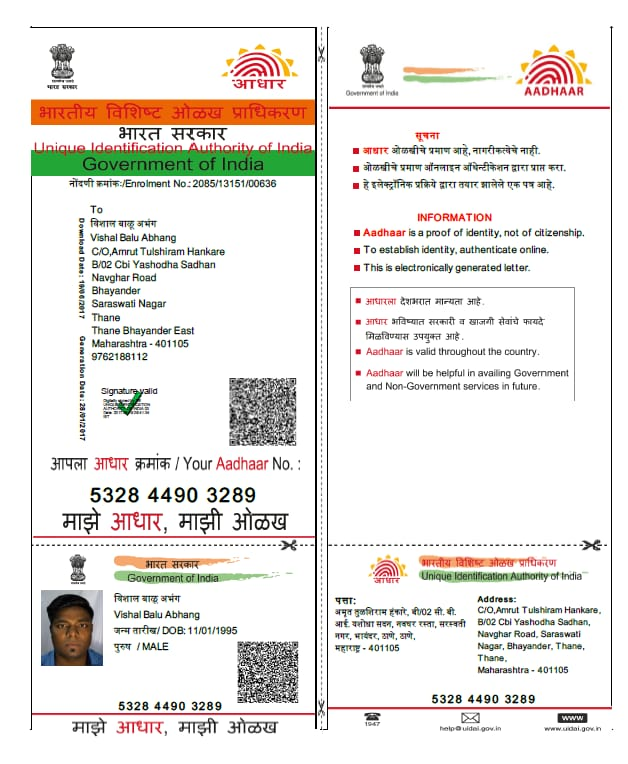 आधार
भारत सरकार
भारतीय विशिष्ट ओळख प्राधिकरण
भारत सरकार
Unique Identification Authority of India
Government of India
नोंदणी क्रमांकः/Enrolment No.: 2085/13151/00636
To
विशाल बाळू अभंग
Vishal Balu Abhang
C/O,Amrut Tulshiram Hankare
B/02 Cbi Yashodha Sadhan
Navghar Road
Bhayander
Saraswati Nagar
Thane
Thane Bhayander East
Maharashtra - 401105
9762188112
Download Date: 19/06/2017
Generation Date: 28/01/2017
Signature valid
आपला आधार क्रमांक / Your Aadhaar No. :
5328 4490 3289
माझे आधार, माझी ओळख
Government of India
AADHAAR
सूचना
आधार ओळखीचे प्रमाण आहे, नागरीकत्वेचे नाही.
ओळखीचे प्रमाण ऑनलाइन ऑथेन्टीकेशन द्वारा प्राप्त करा.
हे इलेक्ट्रॉनिक प्रक्रिये द्वारा तयार झालेले एक पत्र आहे.
INFORMATION
Aadhaar is a proof of identity, not of citizenship.
To establish identity, authenticate online.
This is electronically generated letter.
आधारला देशभरात मान्यता आहे.
आधार भविष्यात सरकारी व खाजगी सेवांचे फायदे
मिळविण्यास उपयुक्त आहे.
Aadhaar is valid throughout the country.
Aadhaar will be helpful in availing Government
and Non-Government services in future.
भारत सरकार
Government of India
विशाल बाळू अभंग
Vishal Balu Abhang
जन्म तारीख/ DOB: 11/01/1995
पुरुष / MALE
5328 4490 3289
माझे आधार, माझी ओळख
आधार
भारतीय विशिष्ट ओळख प्राधिकरण
Unique Identification Authority of India
पत्ता:
अमृत तुळशिराम हंकारे, बी/02 सी. बी.
आई. यशोधा सदन, नवघर रस्ता, सरस्वती
नगर, भायंदर, ठाणे, ठाणे,
महाराष्ट्र - 401105
Address:
C/O,Amrut Tulshiram Hankare,
B/02 Cbi Yashodha Sadhan,
Navghar Road, Saraswati
Nagar, Bhayander, Thane,
Thane,
Maharashtra - 401105
5328 4490 3289
1947
help@uidai.gov.in
www
www.uidai.gov.in